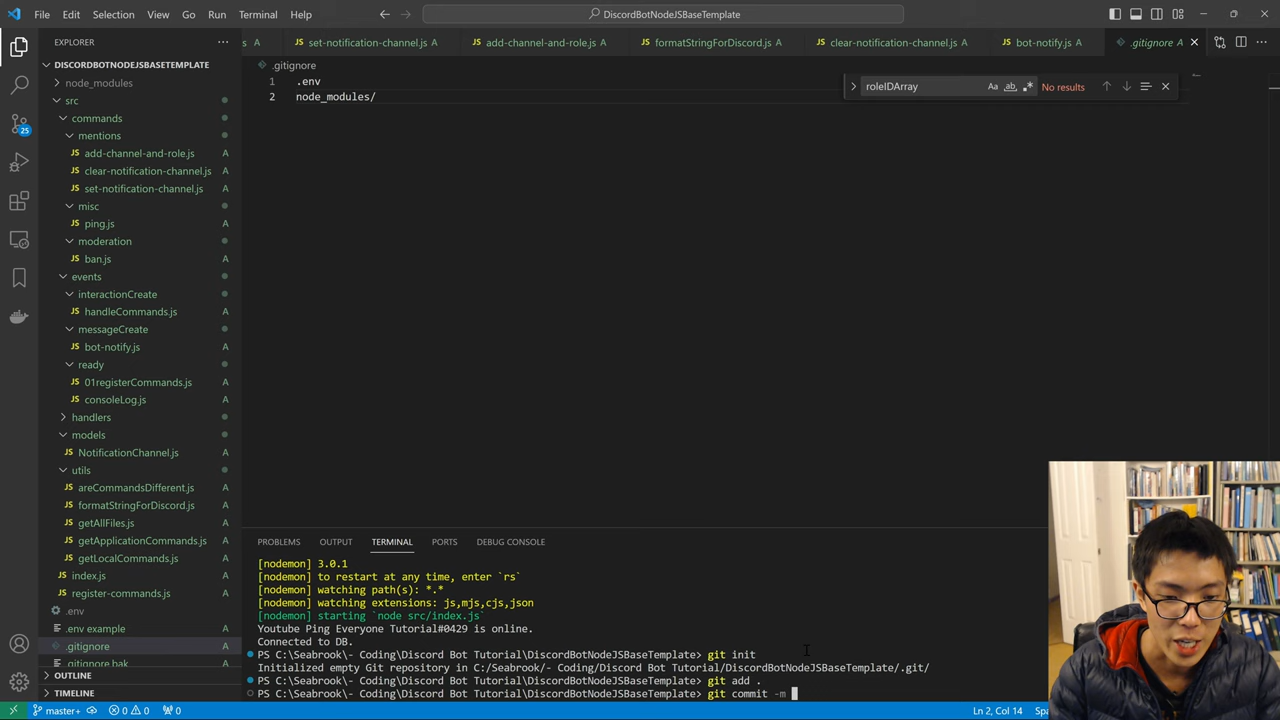 File Edit Selection View Go Run Terminal Help
DiscordBotNodeJSBaseTemplate
EXPLORER
s A
set-notification-channel.js A
add-channel-and-role.js A
formatStringForDiscord.js A
clear-notification-channel.js A
bot-notify.js A
.gitignore A
DISCORDBOTNODEJSBASETEMPLATE
.gitignore
node_modules
1 .env
2 node_modules/
roleIDArray
Aa ab
No results
src
commands
mentions
add-channel-and-role.js A
clear-notification-channel.js A
set-notification-channel.js A
misc
ping.js A
moderation
ban.js A
events
interactionCreate
handleCommands.js A
messageCreate
bot-notify.js A
ready
01registerCommands.js A
consoleLog.js A
handlers
models
NotificationChannel.js A
utils
areCommandsDifferent.js A
formatStringForDiscord.js A
getAllFiles.js A
getApplicationCommands.js A
getLocalCommands.js A
index.js A
register-commands.js A
.env
.env example A
.gitignore A
.gitignore.bak A
OUTLINE
TIMELINE
25
PROBLEMS OUTPUT TERMINAL PORTS DEBUG CONSOLE
[nodemon] 3.0.1
[nodemon] to restart at any time, enter `rs`
[nodemon] watching path(s): *.*
[nodemon] watching extensions: js,mjs,cjs,json
[nodemon] starting `node src/index.js`
Youtube Ping Everyone Tutorial#0429 is online.
Connected to DB.
PS C:\Seabrook\- Coding\Discord Bot Tutorial\DiscordBotNodeJSBaseTemplate> git init
Initialized empty Git repository in C:/Seabrook/- Coding/Discord Bot Tutorial/DiscordBotNodeJSBaseTemplate/.git/
PS C:\Seabrook\- Coding\Discord Bot Tutorial\DiscordBotNodeJSBaseTemplate> git add .
PS C:\Seabrook\- Coding\Discord Bot Tutorial\DiscordBotNodeJSBaseTemplate> git commit -m
master+ 0 0 0
Ln 2, Col 14